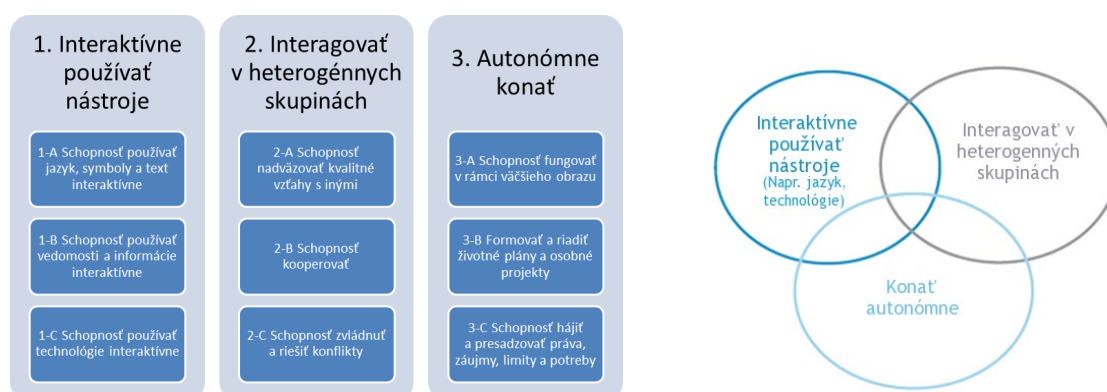 1. Interaktívne
používať
nástroje
1-A Schopnosť používať
jazyk, symboly a text
interaktívne
1-B Schopnosť používať
vedomosti a informácie
interaktívne
1-C Schopnosť používať
technológie interaktívne
2. Interagovať
v heterogénnych
skupinách
2-A Schopnosť
nadväzovať kvalitné
vzťahy s inými
2-B Schopnosť
kooperovať
2-C Schopnosť zvládnuť
a riešiť konflikty
3. Autonómne
konať
3-A Schopnosť fungovať
v rámci väčšieho obrazu
3-B Formovať a riadiť
životné plány a osobné
projekty
3-C Schopnosť hájiť
a presadzovať práva,
záujmy, limity a potreby
Interaktívne
používať
nástroje
(Napr. jazyk,
technológie)
Interagovať v
heterogenných
skupinách
Konať
autonómne